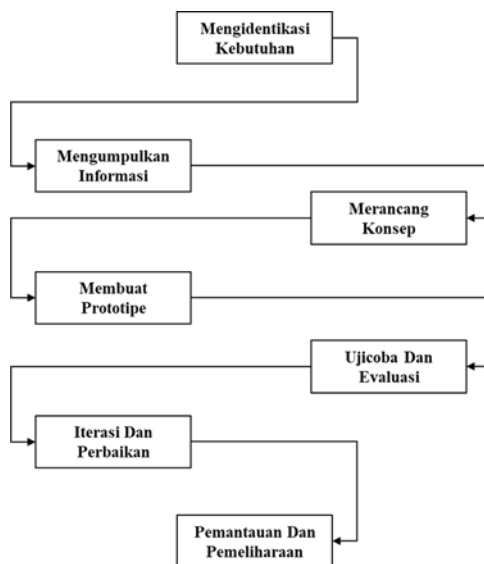 Mengidentikasi
Kebutuhan
Mengumpulkan
Informasi
Merancang
Konsep
Membuat
Prototipe
Ujicoba Dan
Evaluasi
Iterasi Dan
Perbaikan
Pemantauan Dan
Pemeliharaan